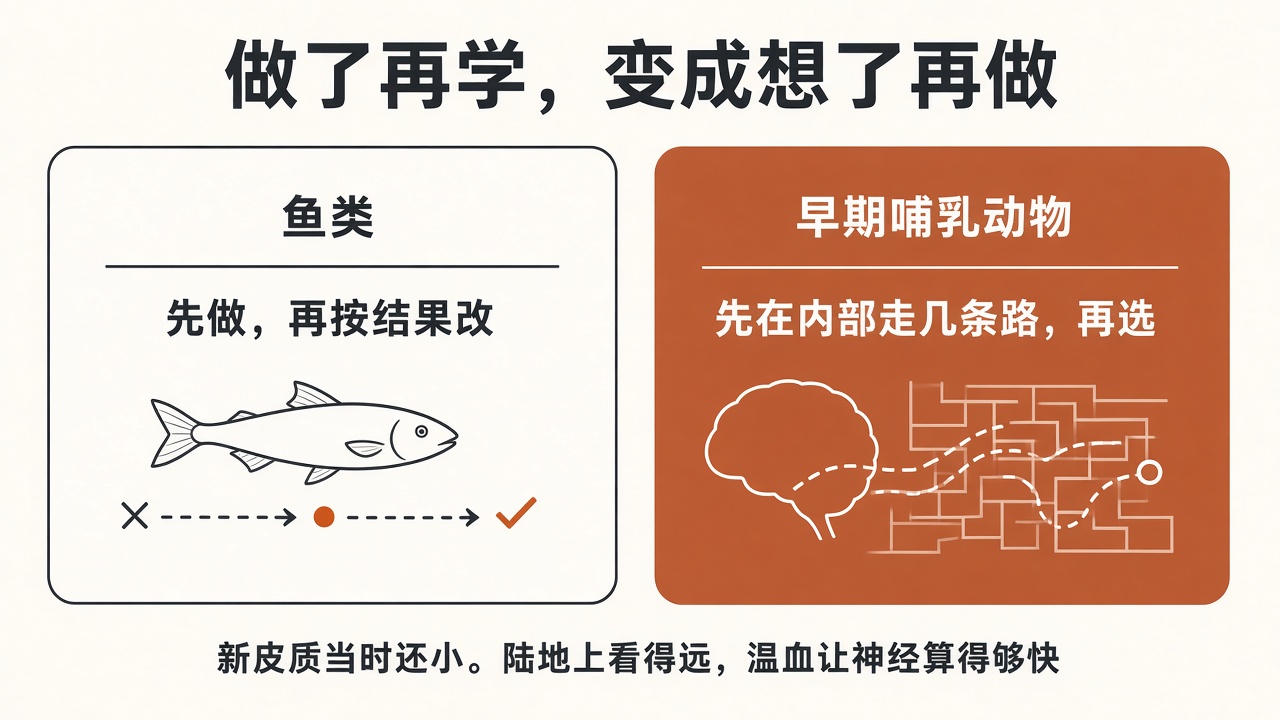 做了再学，变成想了再做
鱼类
先做，再按结果改
早期哺乳动物
先在内部走几条路，再选
新皮质当时还小。陆地上看得远，温血让神经算得够快